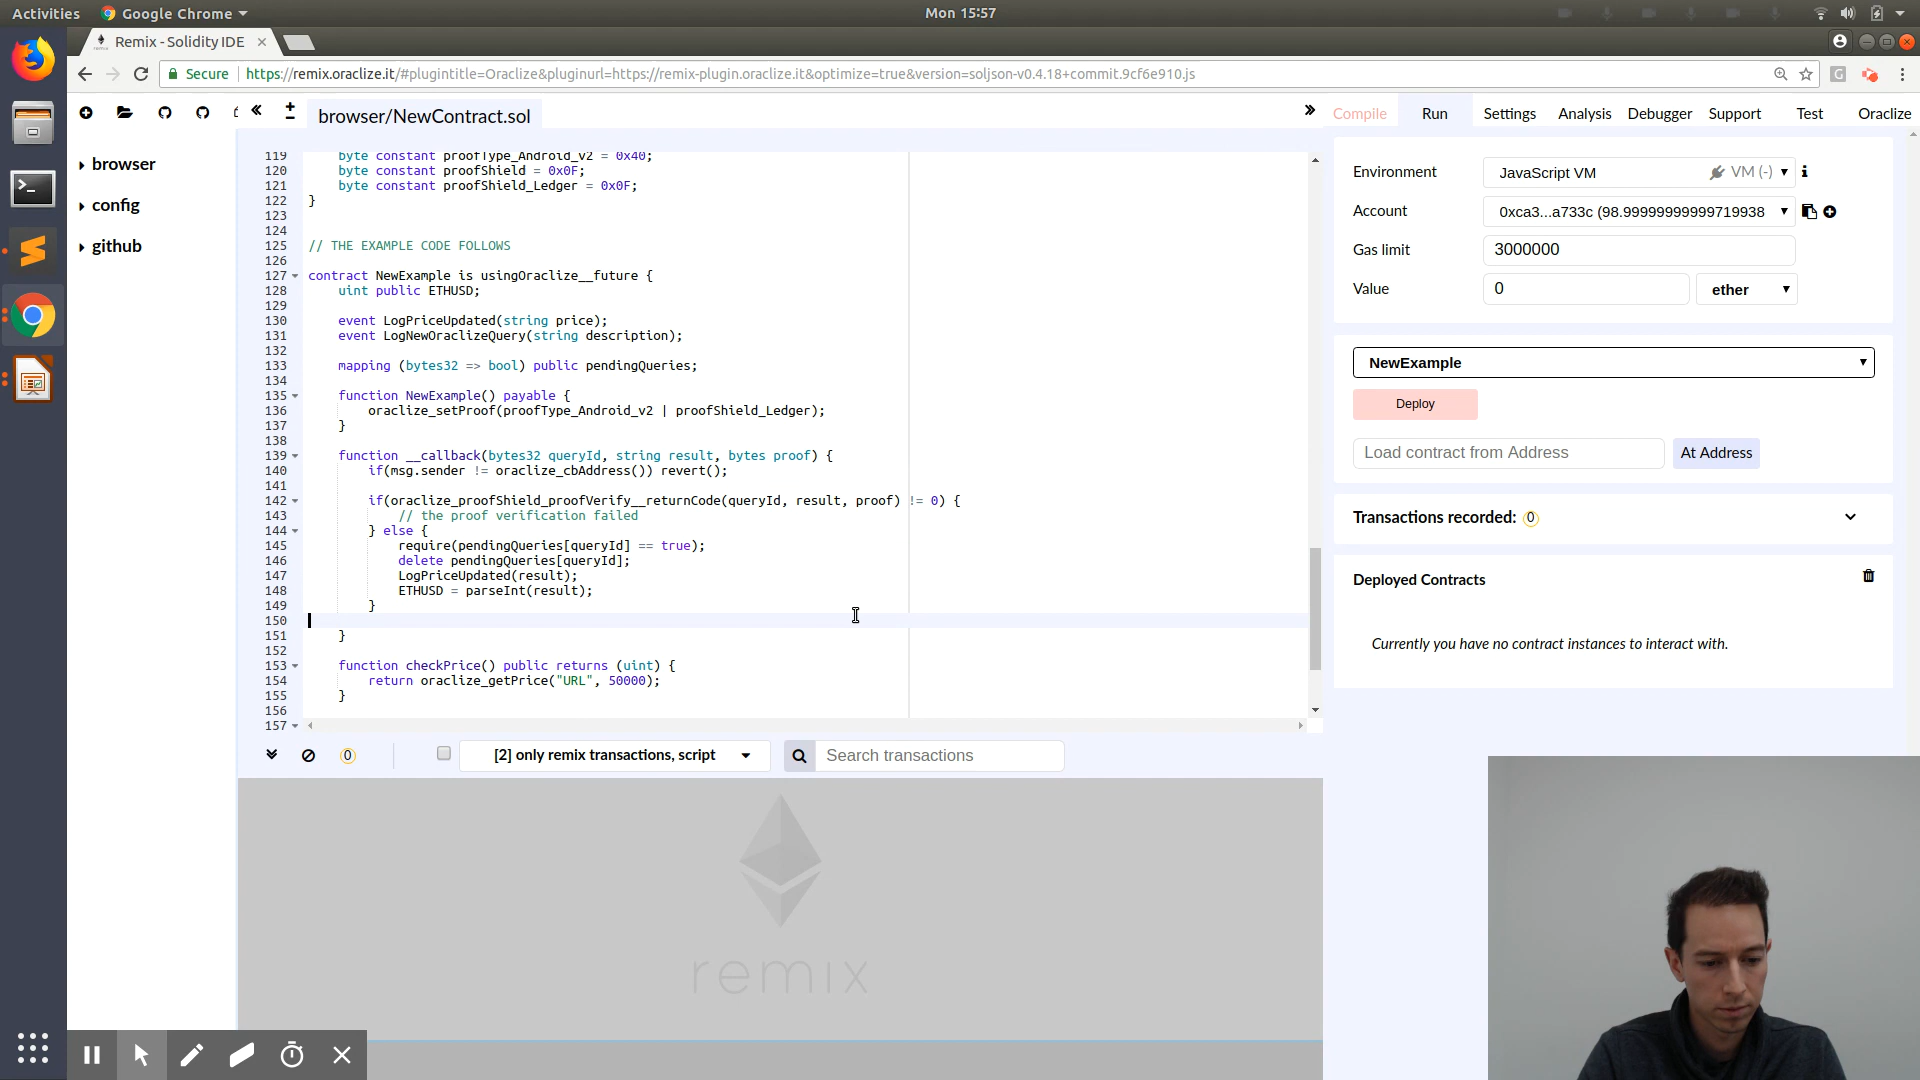 Activities
Google Chrome
Mon 15:57
Remix - Solidity IDE
Secure
https://remix.oraclize.it/#plugintitle=Oraclize&pluginurl=https://remix-plugin.oraclize.it&optimize=true&version=soljson-v0.4.18+commit.9cf6e910.js
browser/NewContract.sol
Compile
Run
Settings
Analysis
Debugger
Support
Test
Oraclize
browser
config
github
119 byte constant proofType_Android_v2 = 0x40;
120 byte constant proofShield = 0x0F;
121 byte constant proofShield_Ledger = 0x0F;
122 }
123
124
125 // THE EXAMPLE CODE FOLLOWS
126
127 contract NewExample is usingOraclize__future {
128 uint public ETHUSD;
129
130 event LogPriceUpdated(string price);
131 event LogNewOraclizeQuery(string description);
132
133 mapping (bytes32 => bool) public pendingQueries;
134
135 function NewExample() payable {
136 oraclize_setProof(proofType_Android_v2 | proofShield_Ledger);
137 }
138
139 function __callback(bytes32 queryId, string result, bytes proof) {
140 if(msg.sender != oraclize_cbAddress()) revert();
141
142 if(oraclize_proofShield_proofVerify__returnCode(queryId, result, proof) != 0) {
143 // the proof verification failed
144 } else {
145 require(pendingQueries[queryId] == true);
146 delete pendingQueries[queryId];
147 LogPriceUpdated(result);
148 ETHUSD = parseInt(result);
149 }
150
151 }
152
153 function checkPrice() public returns (uint) {
154 return oraclize_getPrice("URL", 50000);
155 }
156
157
0
[2] only remix transactions, script
Search transactions
remix
Environment
JavaScript VM
VM (-)
Account
0xca3...a733c (98.99999999999719938
Gas limit
3000000
Value
0
ether
NewExample
Deploy
Load contract from Address
At Address
Transactions recorded: 0
Deployed Contracts
Currently you have no contract instances to interact with.